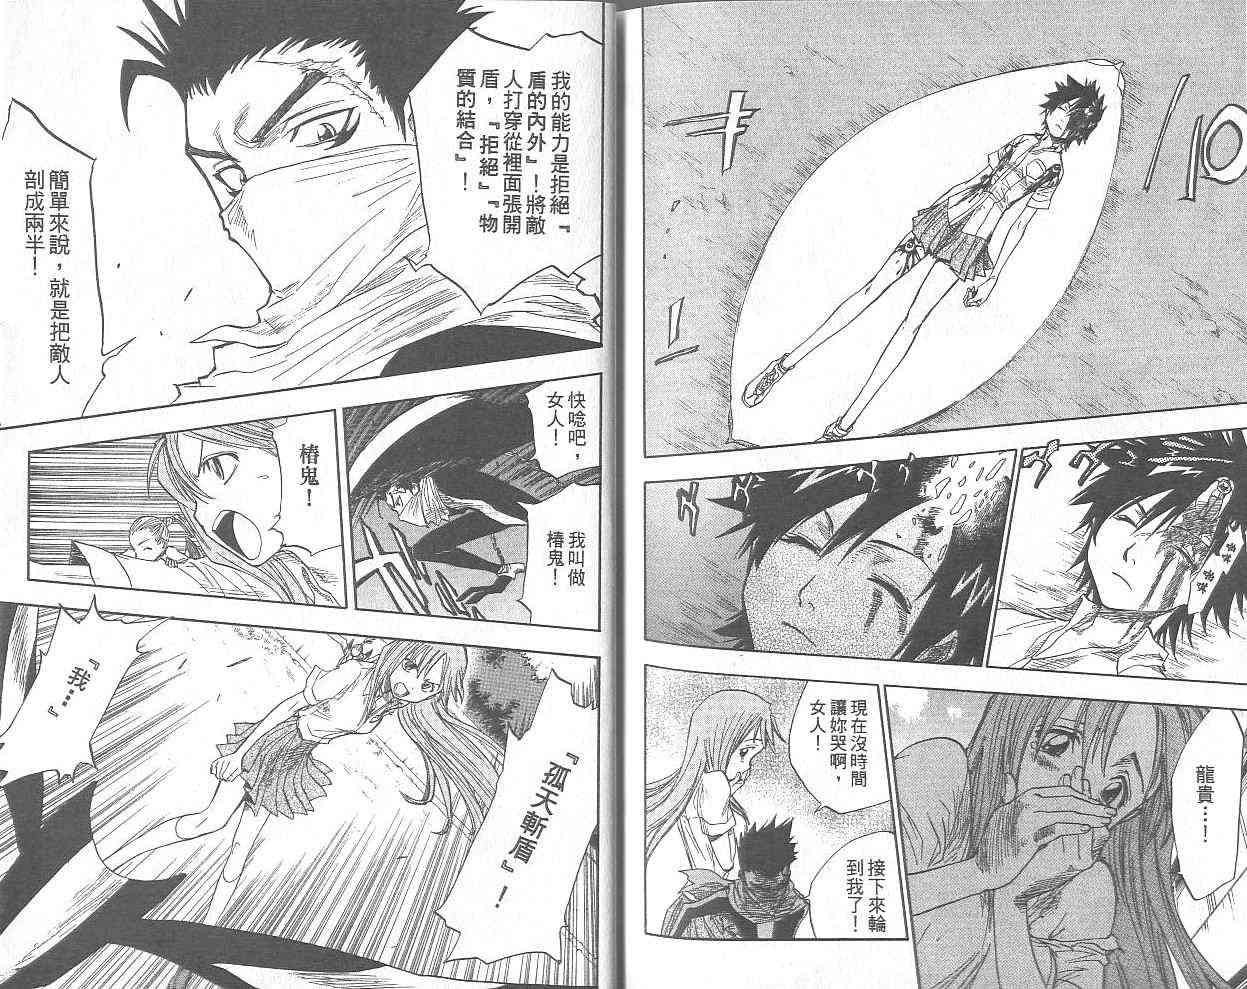 龍貴…！
現在沒時間
讓妳哭啊，
女人！
接下來輪
到我了！
我的能力是拒絕『
盾的內外』！將敵
人打穿從裡面張開
盾，『拒絕』『物
質的結合』！
簡單來說，就是把敵人
剖成兩半！
快唸吧，
女人！
我叫做
椿鬼！
椿鬼！
『孤天斬盾』！
『我…』